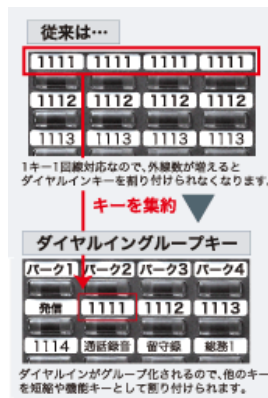 従来は…
1111 1111 1111 1111
1112 1112 1112 1112
1113 1113 1113 1113
1キー1回線対応なので、外線数が増えると
ダイヤルインキーを割り付けられなくなります。
キーを集約
ダイヤルイングループキー
パーク1 パーク2 パーク3 パーク4
発信 1111 1112 1113
1114 通話録音 留守録 総務1
ダイヤルインがグループ化されるので、他のキー
を短縮や機能キーとして割り付けられます。